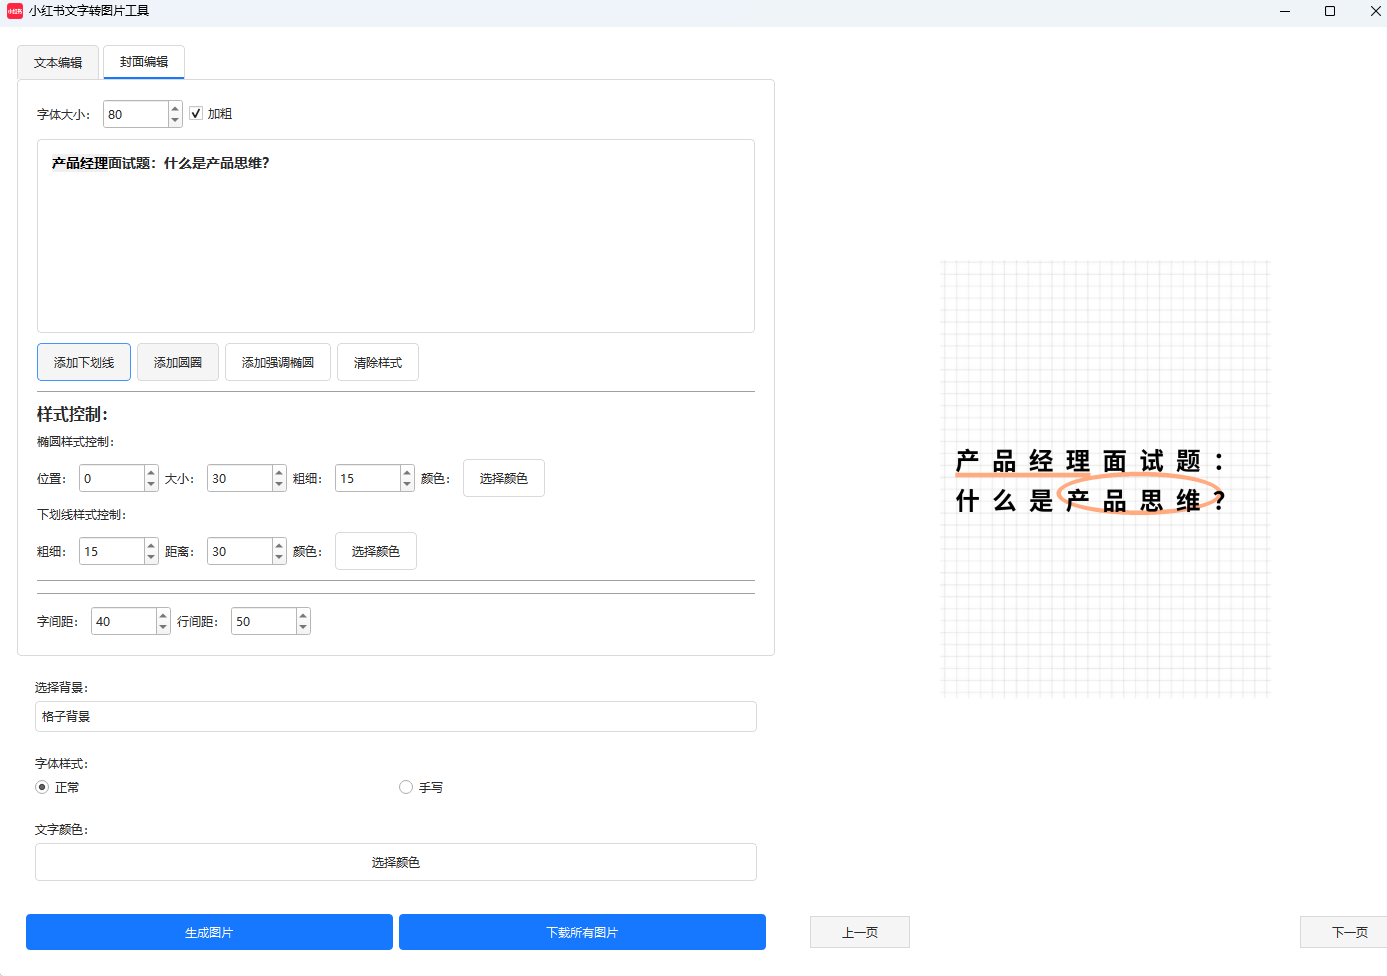 小红书
小红书文字转图片工具
文本编辑
封面编辑
字体大小：
80
加粗
产品经理面试题：什么是产品思维？
添加下划线
添加圆圈
添加强调椭圆
清除样式
样式控制：
椭圆样式控制：
位置：
0
大小：
30
粗细：
15
颜色：
选择颜色
下划线样式控制：
粗细：
15
距离：
30
颜色：
选择颜色
字间距：
40
行间距：
50
选择背景：
格子背景
字体样式：
正常
手写
文字颜色：
选择颜色
生成图片
下载所有图片
产品经理面试题：
什么是产品思维？
上一页
下一页